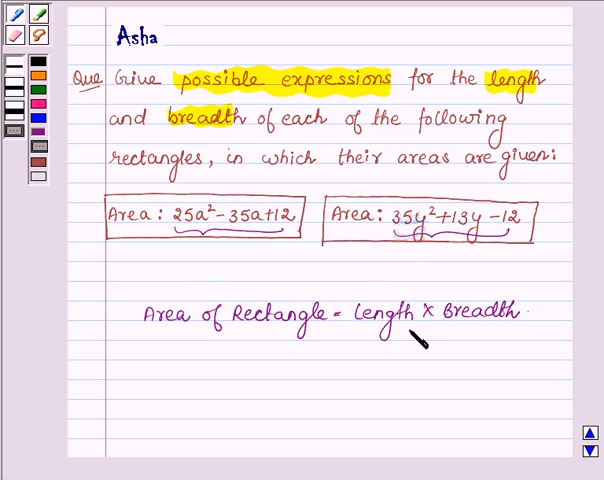 Asha
Que Give possible expressions for the length
and breadth of each of the following
rectangles, in which their areas are given:
Area: 25a²-35a+12 Area: 35y²+13y-12
Area of Rectangle = Length × Breadth.